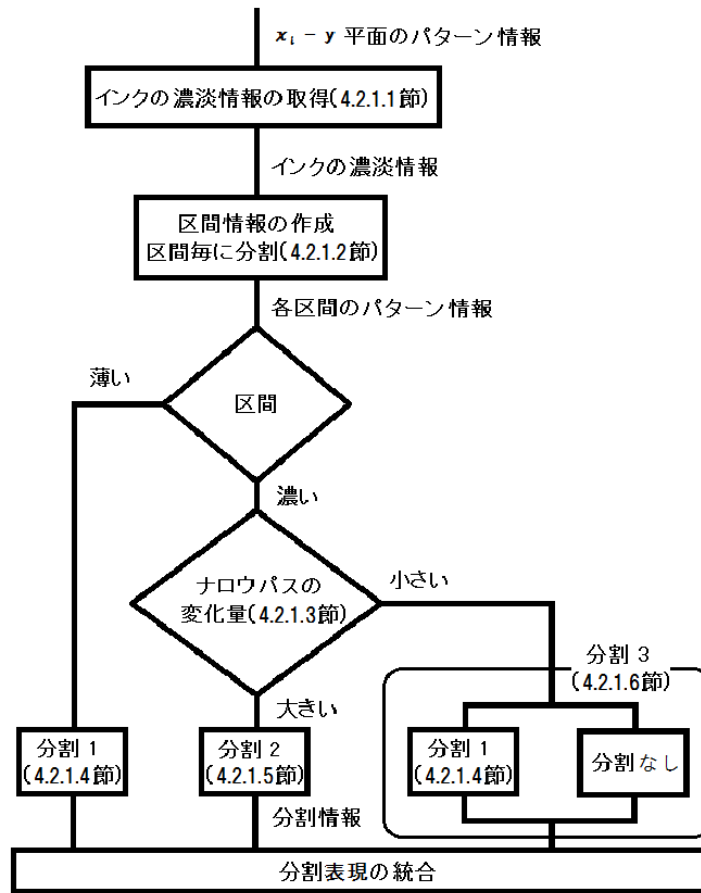 xi − y 平面のパターン情報
インクの濃淡情報の取得(4.2.1.1節)
インクの濃淡情報
区間情報の作成
区間毎に分割(4.2.1.2節)
各区間のパターン情報
薄い
区間
濃い
ナロウパスの
変化量(4.2.1.3節)
小さい
大きい
分割 3
(4.2.1.6節)
分割 1
(4.2.1.4節)
分割 2
(4.2.1.5節)
分割 1
(4.2.1.4節)
分割なし
分割情報
分割表現の統合